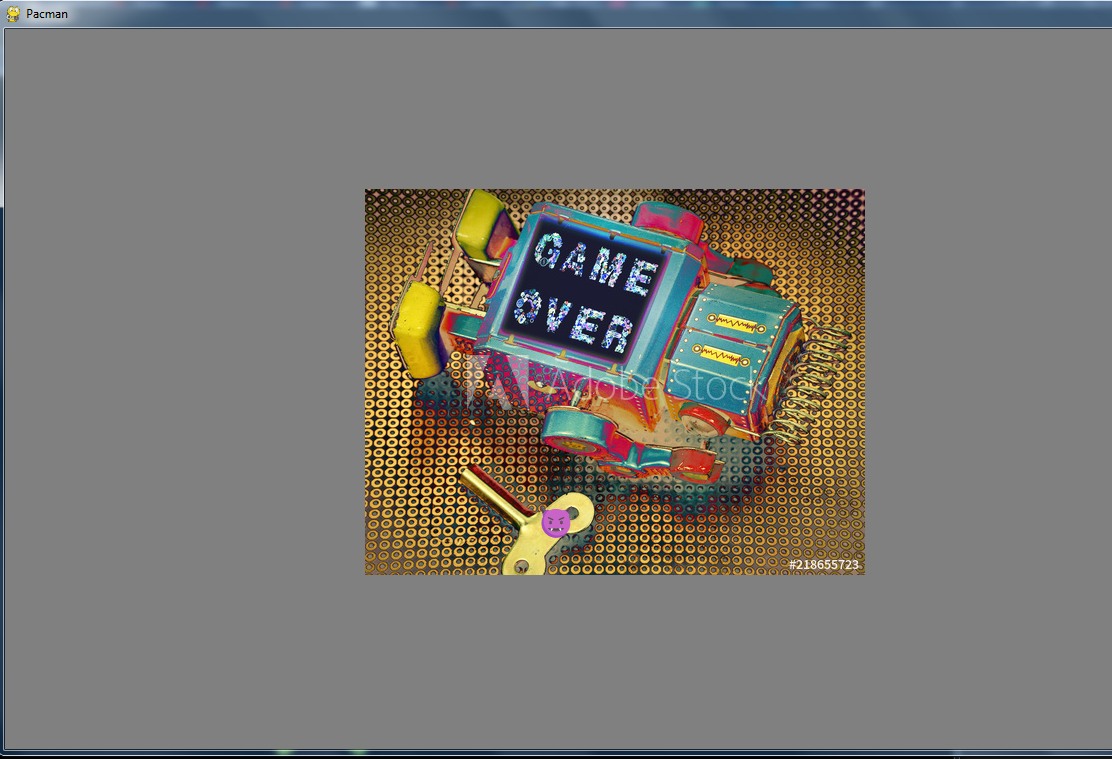 Pacman
GAME
OVER
Adobe Stock
#218655723